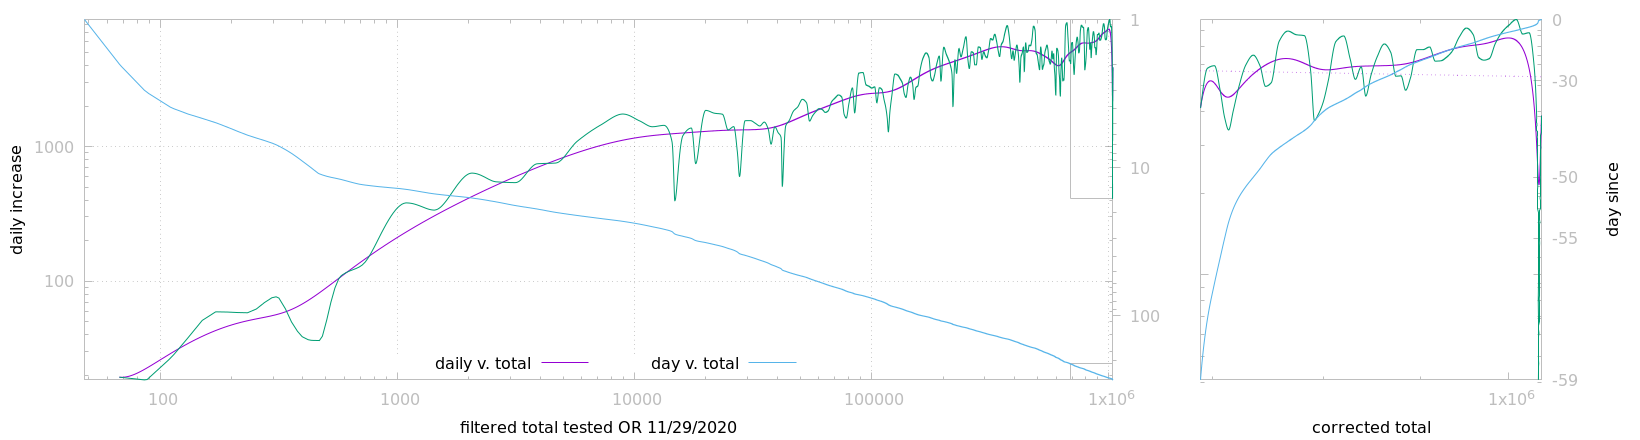 daily increase
1000
100
100
1000
10000
100000
1x10^6
1
10
100
daily v. total
day v. total
filtered total tested OR 11/29/2020
0
-30
-50
-55
-59
day since
1x10^6
corrected total